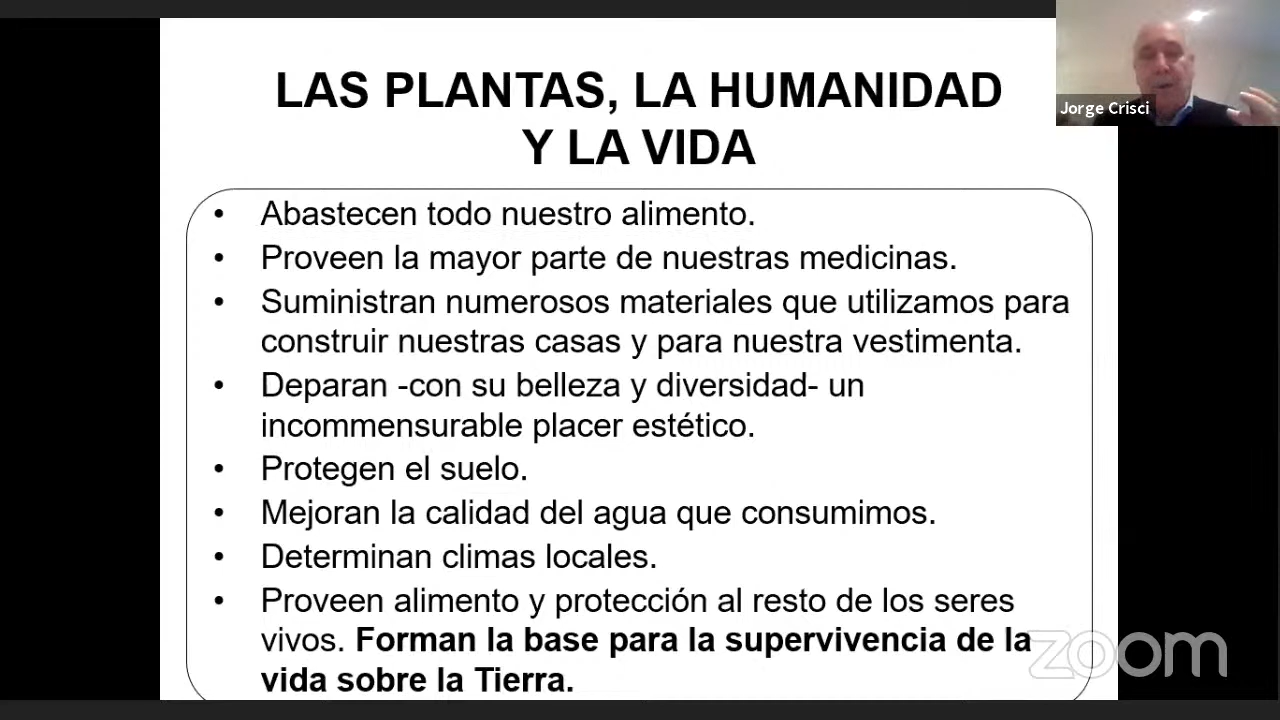 LAS PLANTAS, LA HUMANIDAD
Y LA VIDA
Jorge Crisci
• Abastecen todo nuestro alimento.
• Proveen la mayor parte de nuestras medicinas.
• Suministran numerosos materiales que utilizamos para
construir nuestras casas y para nuestra vestimenta.
• Deparan -con su belleza y diversidad- un
incommensurable placer estético.
• Protegen el suelo.
• Mejoran la calidad del agua que consumimos.
• Determinan climas locales.
• Proveen alimento y protección al resto de los seres
vivos. Forman la base para la supervivencia de la
vida sobre la Tierra.
zoom